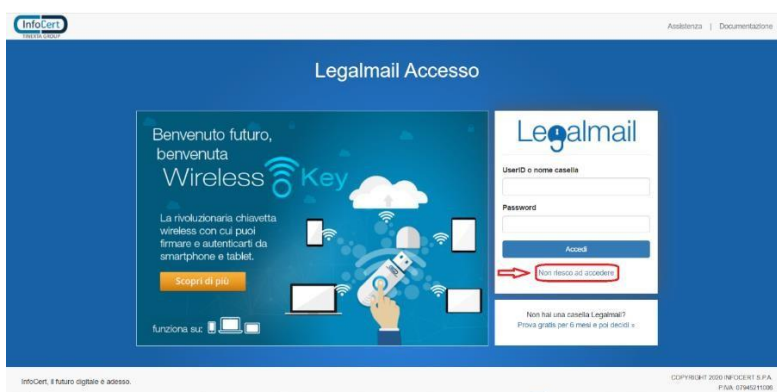 InfoCert
TINEXTA GROUP
Assistenza | Documentazione
Legalmail Accesso
Benvenuto futuro,
benvenuta
Wireless Key
La rivoluzionaria chiavetta
wireless con cui puoi
firmare e autenticarti da
smartphone e tablet.
Scopri di più
funziona su:
Legalmail
UserID o nome casella
Password
Accedi
Non riesco ad accedere
Non hai una casella Legalmail?
Prova gratis per 6 mesi e poi decidi »
InfoCert, il futuro digitale è adesso.
COPYRIGHT 2020 INFOCERT S.P.A.
P.IVA 07945211006